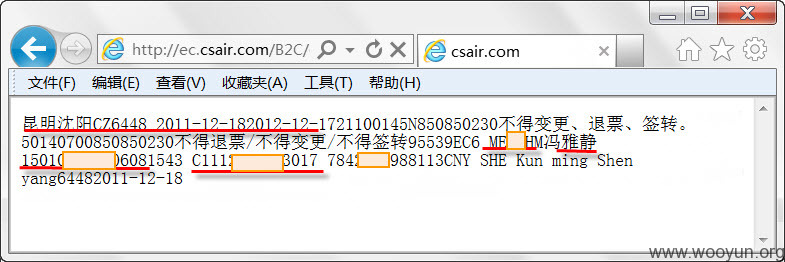 http://ec.csair.com/B2C/
csair.com
文件(F) 编辑(E) 查看(V) 收藏夹(A) 工具(T) 帮助(H)
昆明沈阳CZ6448 2011-12-182012-12-1721100145N850850230不得变更、退票、签转。
50140700850850230不得退票/不得变更/不得签转95539EC6 ME HM冯雅静
1501 06081543 C111 3017 784 988113CNY SHE Kun ming Shen
yang64482011-12-18
www.wooyun.org